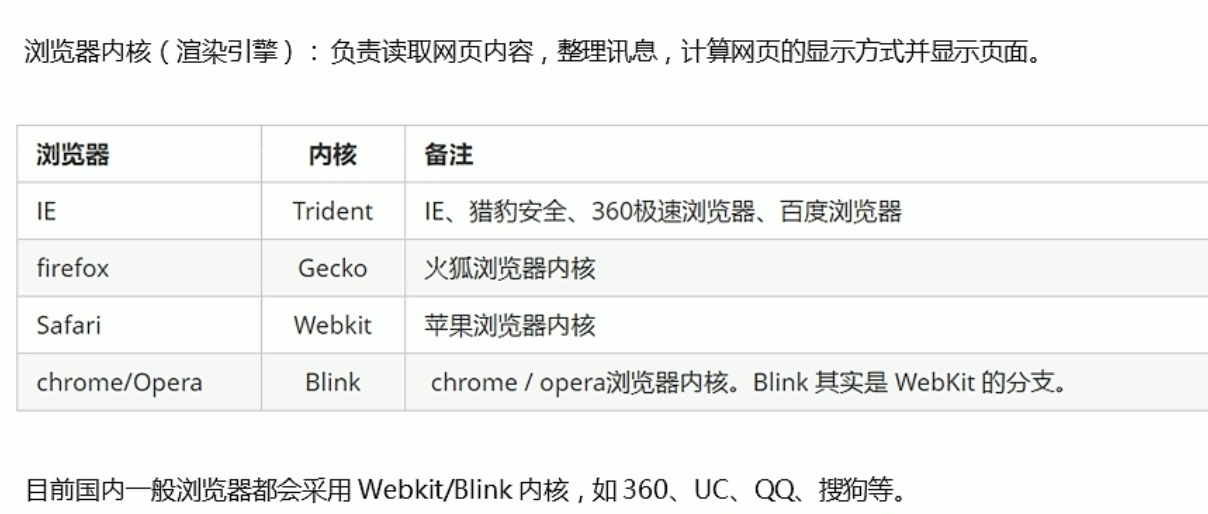 浏览器内核（渲染引擎）：负责读取网页内容，整理讯息，计算网页的显示方式并显示页面。
浏览器 内核 备注
IE Trident IE、猎豹安全、360极速浏览器、百度浏览器
firefox Gecko 火狐浏览器内核
Safari Webkit 苹果浏览器内核
chrome/Opera Blink chrome / opera浏览器内核。Blink 其实是 WebKit 的分支。
目前国内一般浏览器都会采用 Webkit/Blink 内核，如 360、UC、QQ、搜狗等。